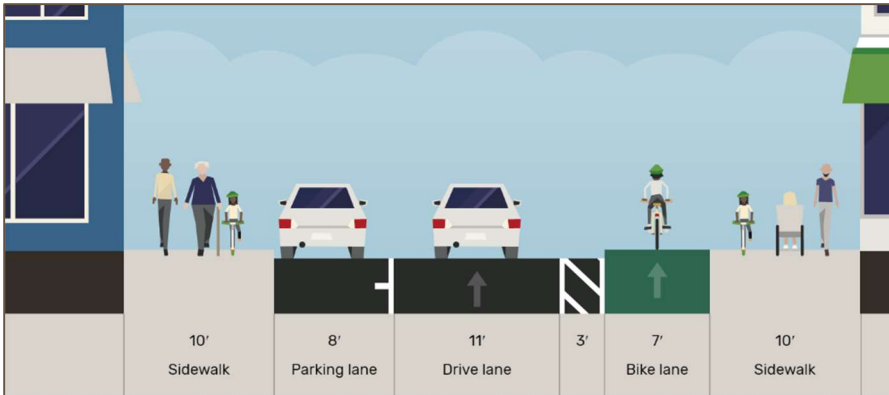 10′ 8′ 11′ 3′ 7′ 10′
Sidewalk Parking lane Drive lane Bike lane Sidewalk